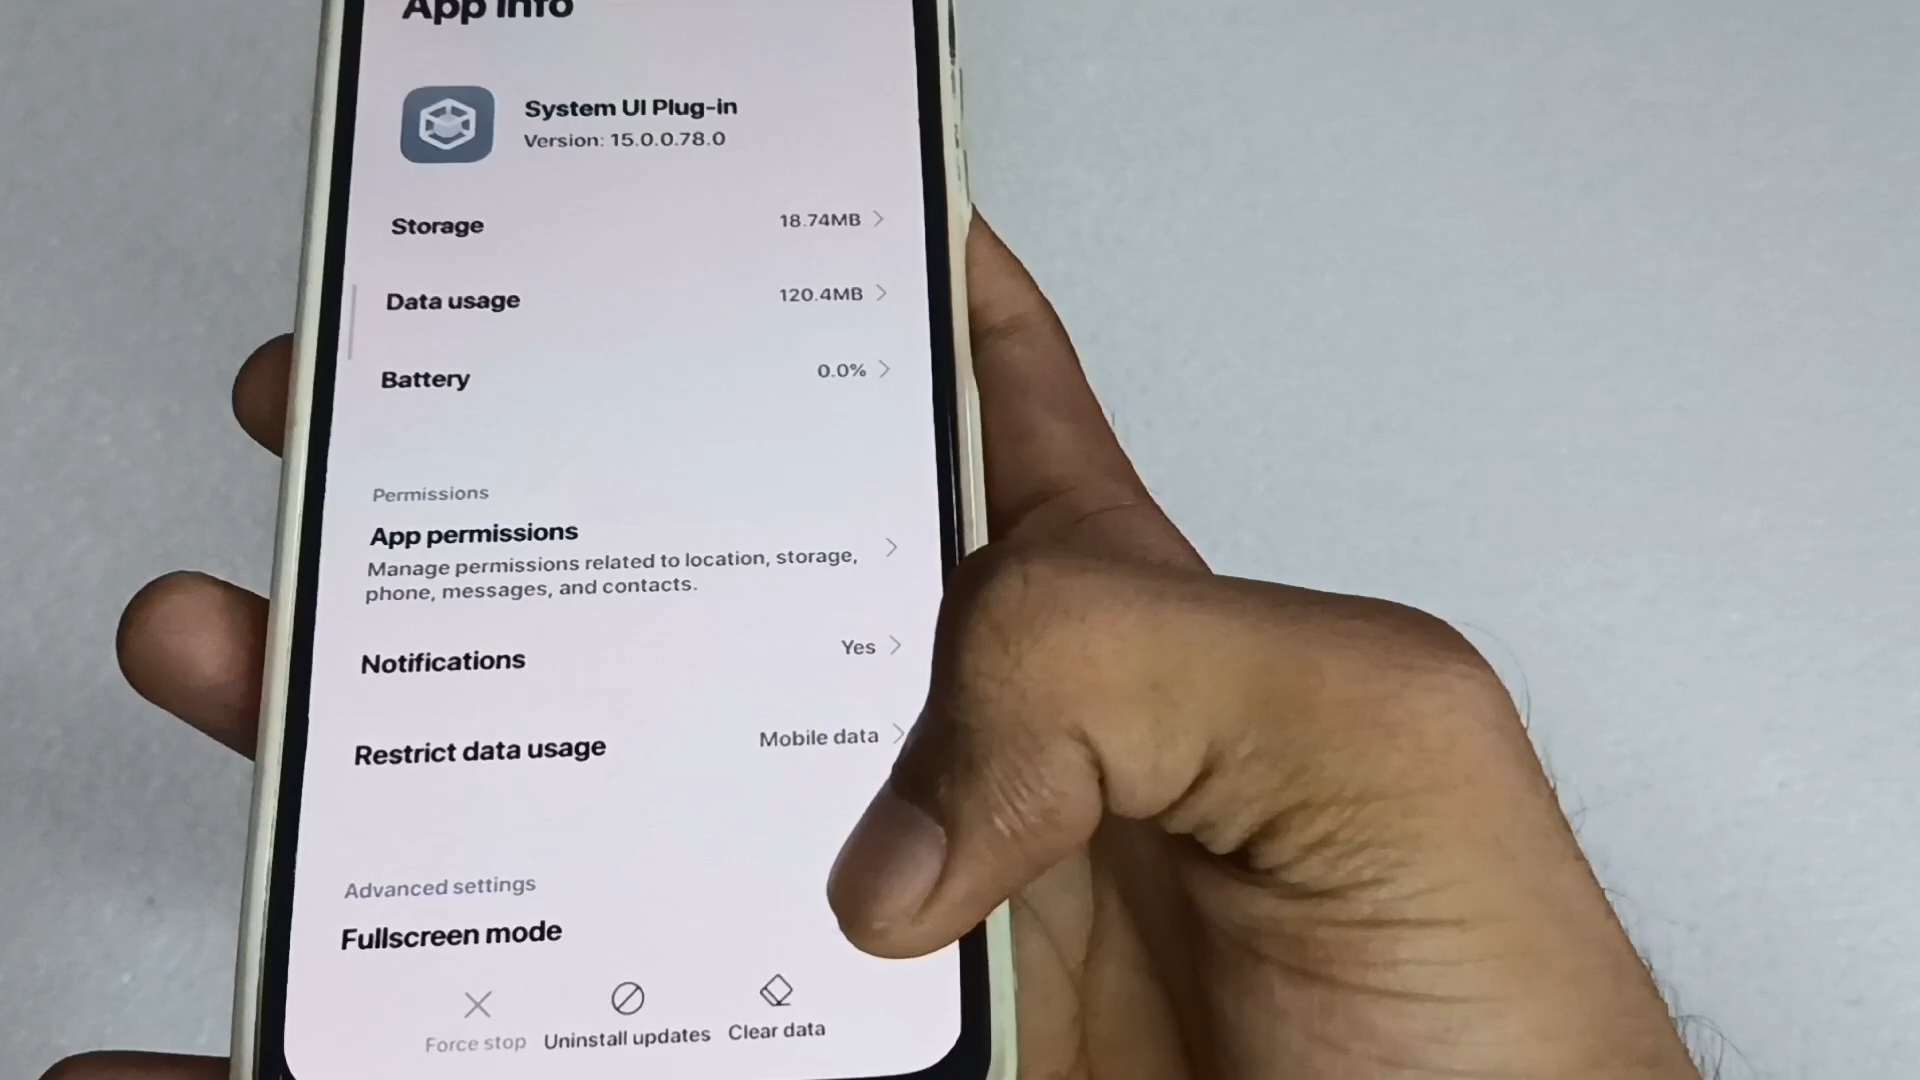 App info
System UI Plug-in
Version: 15.0.0.78.0
Storage 18.74MB
Data usage 120.4MB
Battery 0.0%
Permissions
App permissions
Manage permissions related to location, storage,
phone, messages, and contacts.
Notifications Yes
Restrict data usage Mobile data
Advanced settings
Fullscreen mode
Force stop Uninstall updates Clear data